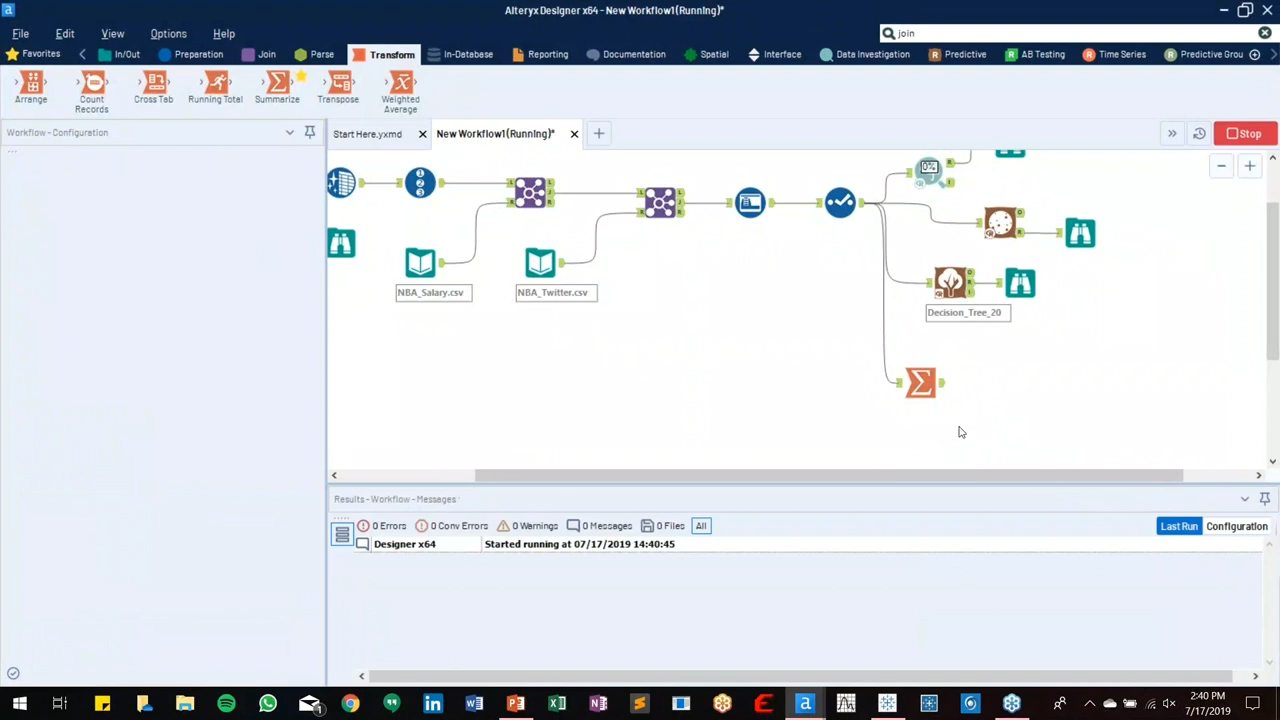 Alteryx Designer x64 - New Workflow1(Running)*
File Edit View Options Help
join
Favorites In/Out Preparation Join Parse Transform In-Database Reporting Documentation Spatial Interface Data Investigation Predictive AB Testing Time Series Predictive Grou
Arrange Count Records Cross Tab Running Total Summarize Transpose Weighted Average
Workflow - Configuration
Start Here.yxmd New Workflow1(Running)* Stop
0%
1
2
3
L J R
R I
O R
O R I
NBA_Salary.csv NBA_Twitter.csv
Decision_Tree_20
Results - Workflow - Messages
0 Errors 0 Conv Errors 0 Warnings 0 Messages 0 Files All Last Run Configuration
Designer x64 Started running at 07/17/2019 14:40:45
2:40 PM
7/17/2019